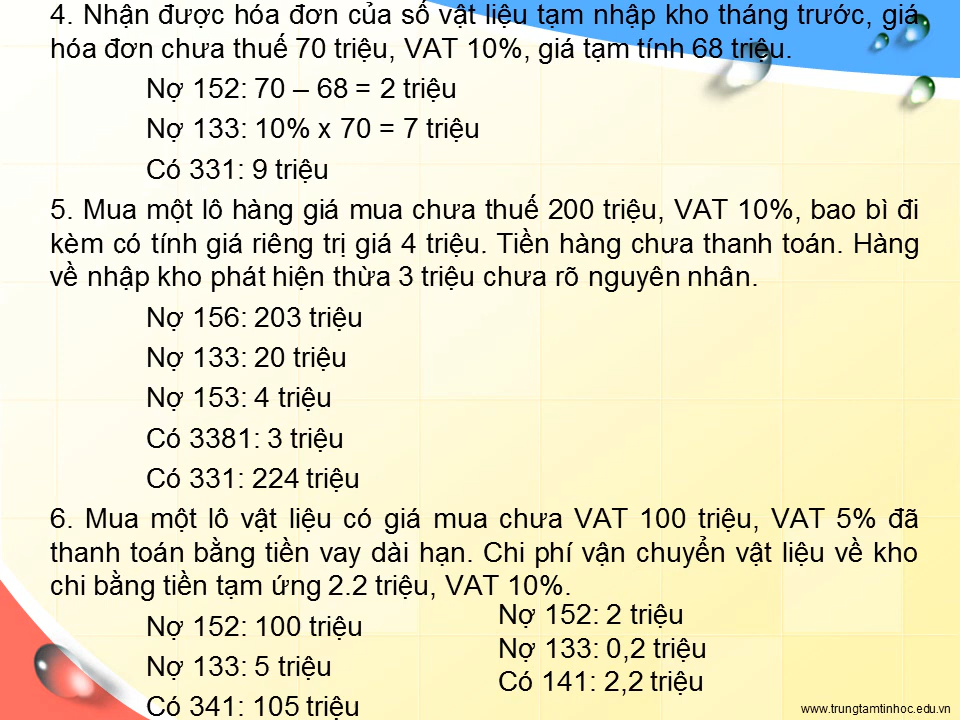 4. Nhận được hóa đơn của số vật liệu tạm nhập kho tháng trước, giá
hóa đơn chưa thuế 70 triệu, VAT 10%, giá tạm tính 68 triệu.
Nợ 152: 70 – 68 = 2 triệu
Nợ 133: 10% x 70 = 7 triệu
Có 331: 9 triệu
5. Mua một lô hàng giá mua chưa thuế 200 triệu, VAT 10%, bao bì đi
kèm có tính giá riêng trị giá 4 triệu. Tiền hàng chưa thanh toán. Hàng
về nhập kho phát hiện thừa 3 triệu chưa rõ nguyên nhân.
Nợ 156: 203 triệu
Nợ 133: 20 triệu
Nợ 153: 4 triệu
Có 3381: 3 triệu
Có 331: 224 triệu
6. Mua một lô vật liệu có giá mua chưa VAT 100 triệu, VAT 5% đã
thanh toán bằng tiền vay dài hạn. Chi phí vận chuyển vật liệu về kho
chi bằng tiền tạm ứng 2.2 triệu, VAT 10%.
Nợ 152: 100 triệu
Nợ 133: 5 triệu
Có 341: 105 triệu
Nợ 152: 2 triệu
Nợ 133: 0,2 triệu
Có 141: 2,2 triệu
www.trungtamtinhoc.edu.vn